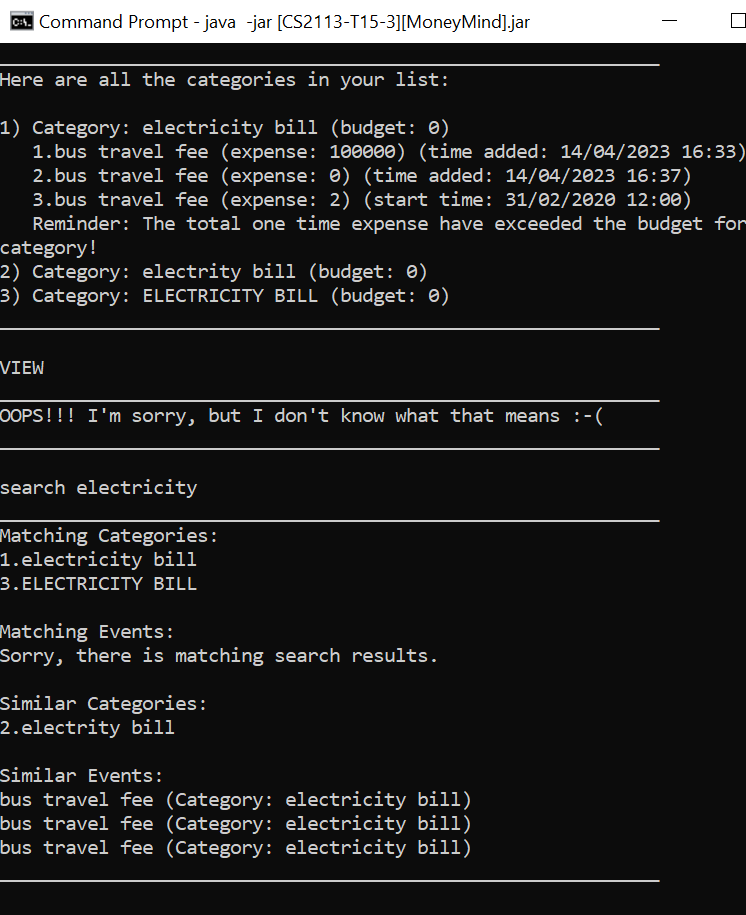 Command Prompt - java -jar [CS2113-T15-3][MoneyMind].jar
Here are all the categories in your list:
1) Category: electricity bill (budget: 0)
1.bus travel fee (expense: 100000) (time added: 14/04/2023 16:33)
2.bus travel fee (expense: 0) (time added: 14/04/2023 16:37)
3.bus travel fee (expense: 2) (start time: 31/02/2020 12:00)
Reminder: The total one time expense have exceeded the budget for
category!
2) Category: electrity bill (budget: 0)
3) Category: ELECTRICITY BILL (budget: 0)
VIEW
OOPS!!! I'm sorry, but I don't know what that means :-(
search electricity
Matching Categories:
1.electricity bill
3.ELECTRICITY BILL
Matching Events:
Sorry, there is matching search results.
Similar Categories:
2.electrity bill
Similar Events:
bus travel fee (Category: electricity bill)
bus travel fee (Category: electricity bill)
bus travel fee (Category: electricity bill)